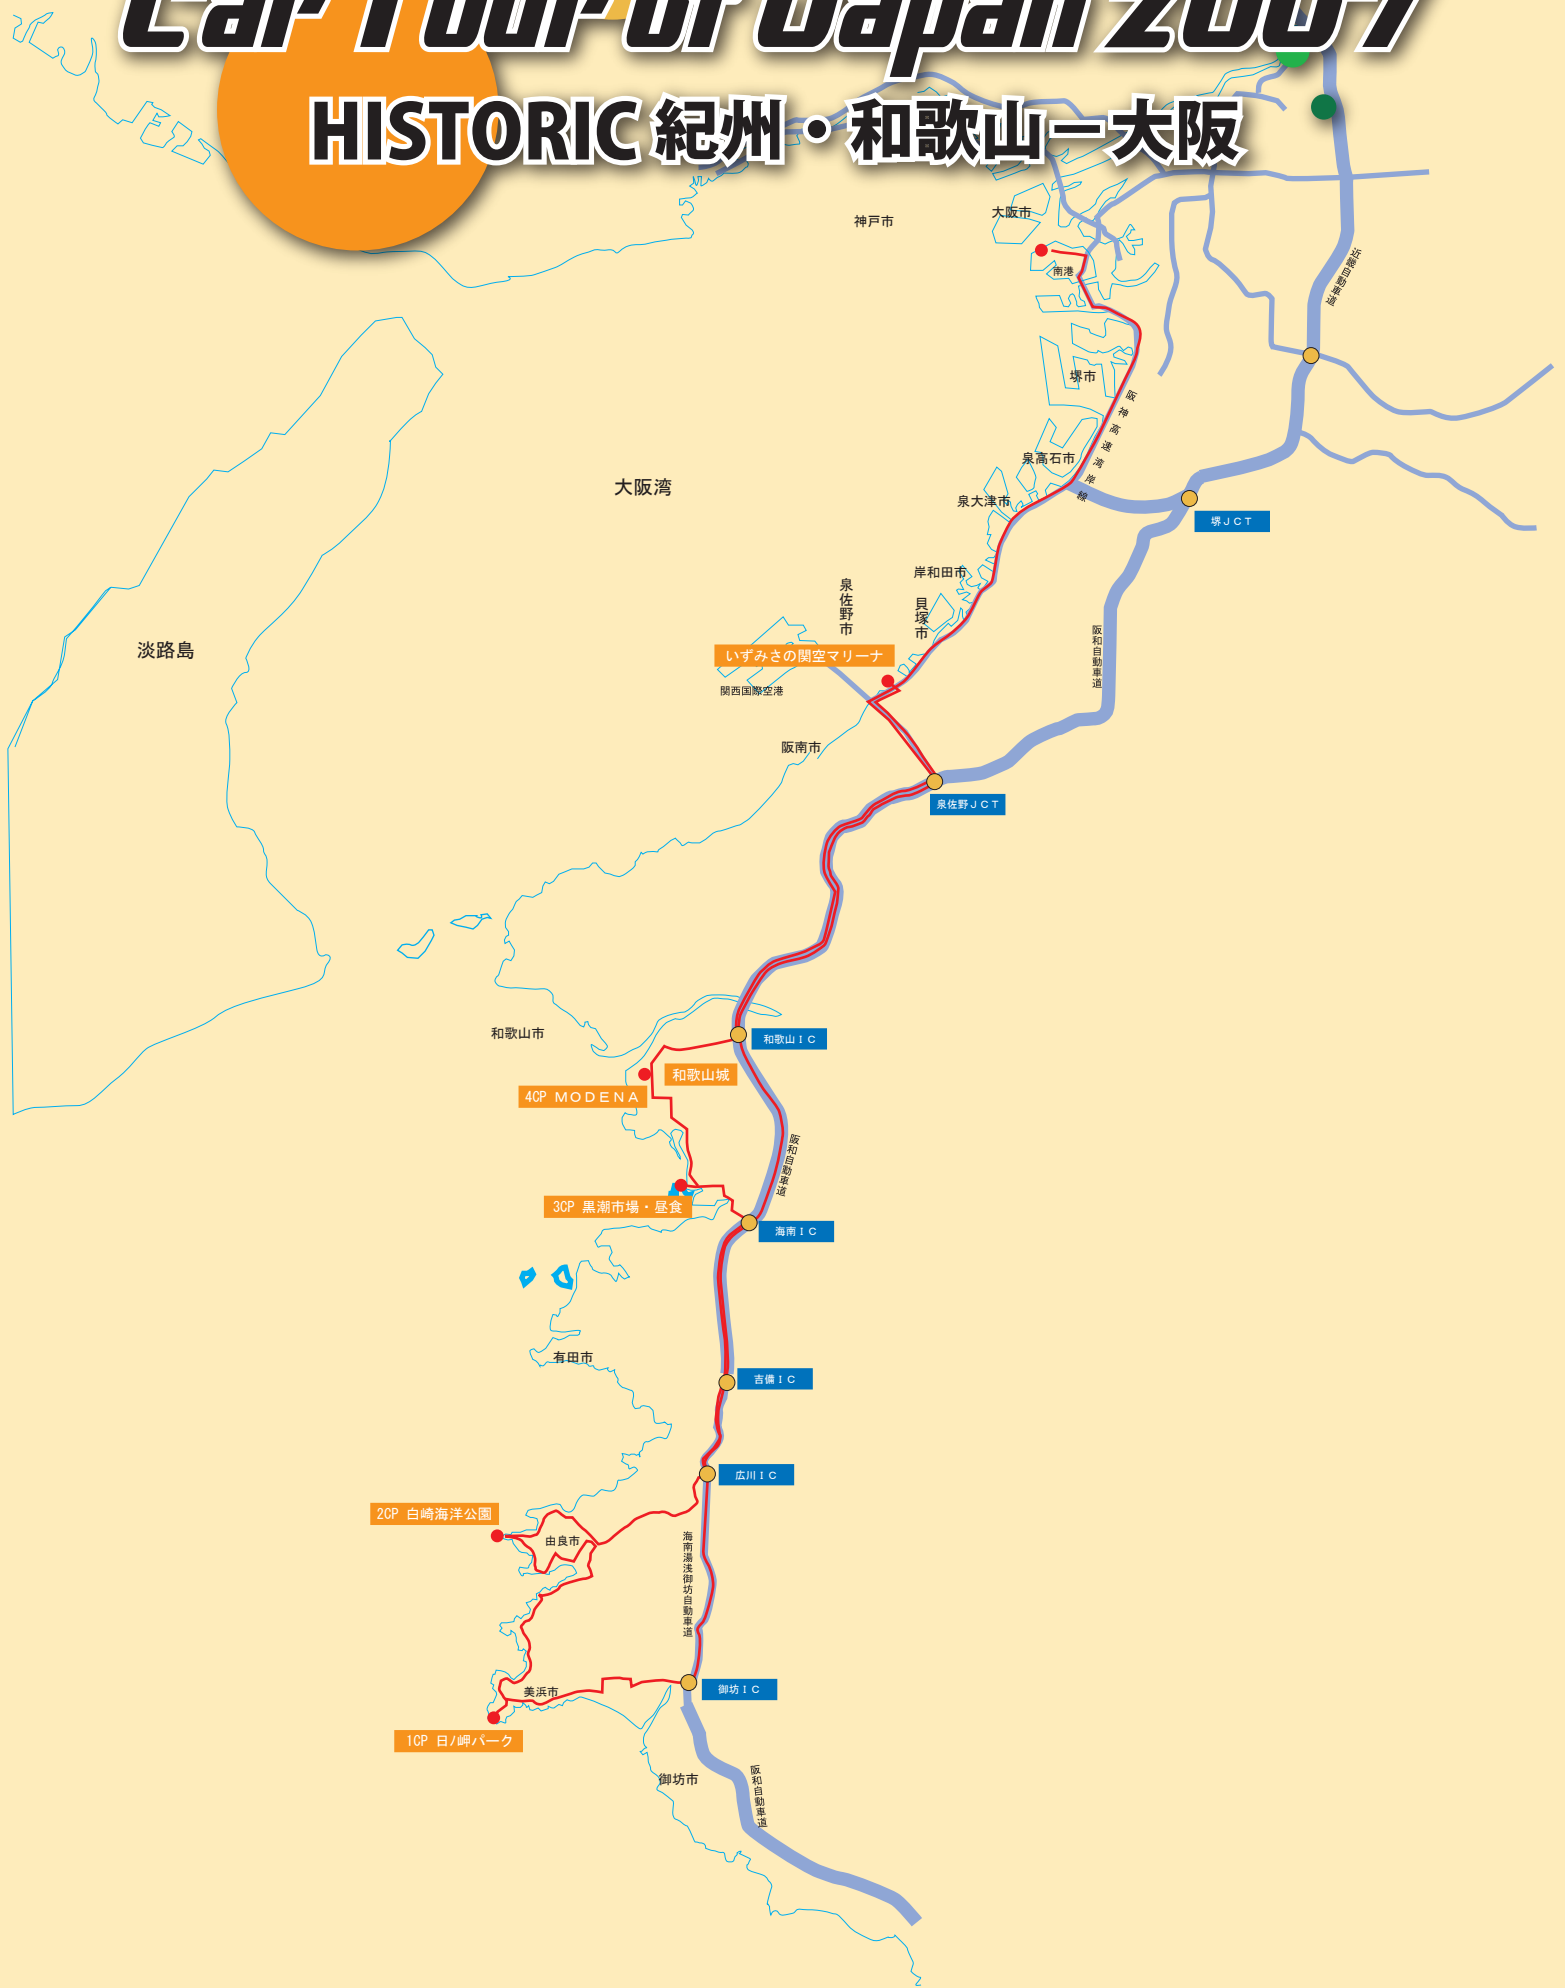 Car Tour of Japan 2007
HISTORIC 紀州・和歌山－大阪
神戸市
大阪市
南港
近畿自動車道
堺市
阪神高速湾岸線
泉高石市
大阪湾
泉大津市
堺ＪＣＴ
岸和田市
泉佐野市
貝塚市
阪和自動車道
淡路島
いずみさの関空マリーナ
関西国際空港
阪南市
泉佐野ＪＣＴ
和歌山市
和歌山ＩＣ
和歌山城
4CP ＭＯＤＥＮＡ
阪和自動車道
3CP 黒潮市場・昼食
海南ＩＣ
有田市
吉備ＩＣ
広川ＩＣ
2CP 白崎海洋公園
由良市
海南湯浅御坊自動車道
美浜市
御坊ＩＣ
1CP 日ノ岬パーク
御坊市
阪和自動車道